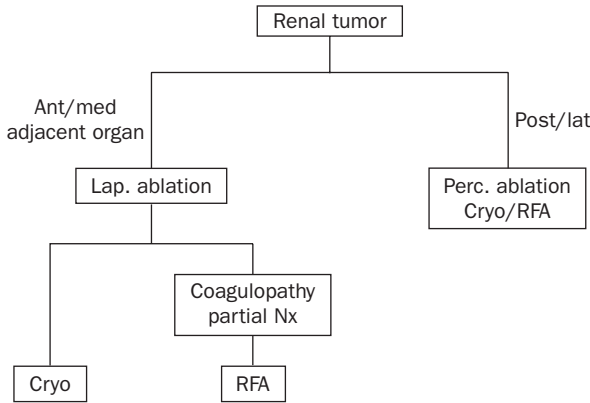 Renal tumor
Ant/med
adjacent organ
Post/lat
Lap. ablation
Perc. ablation
Cryo/RFA
Coagulopathy
partial Nx
Cryo
RFA